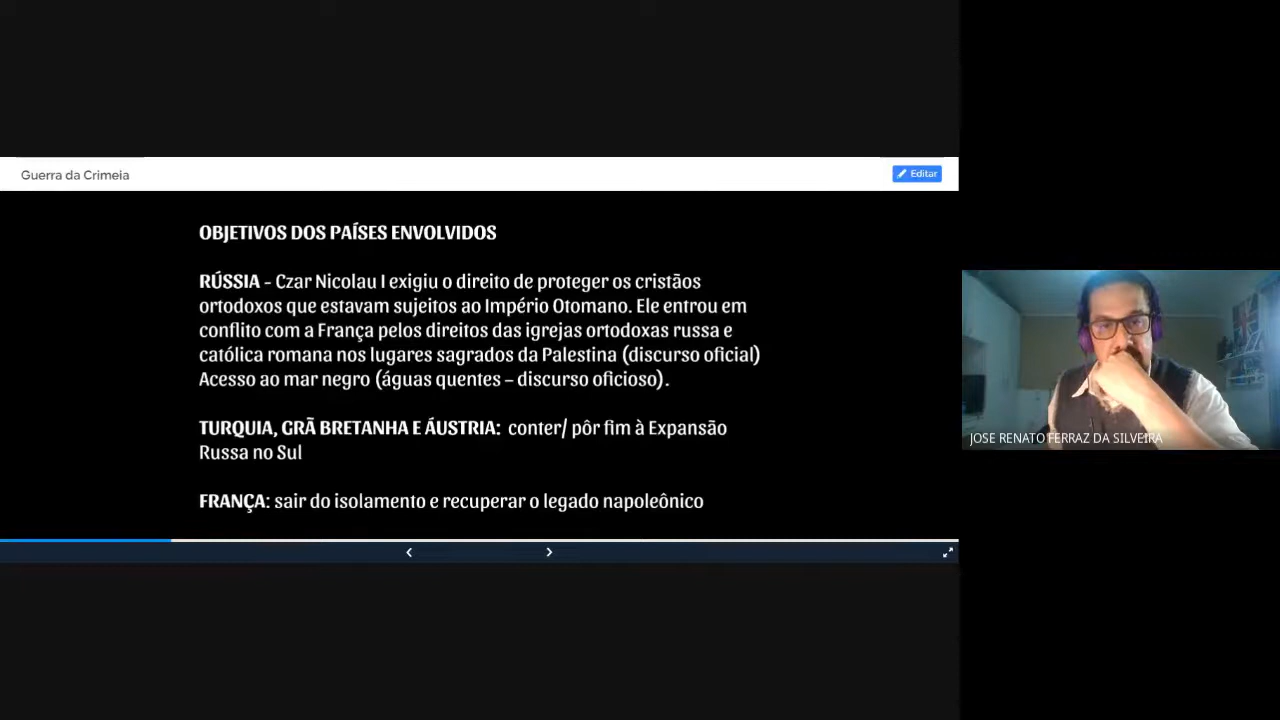 Guerra da Crimeia
Editar
OBJETIVOS DOS PAÍSES ENVOLVIDOS
RÚSSIA - Czar Nicolau I exigiu o direito de proteger os cristãos
ortodoxos que estavam sujeitos ao Império Otomano. Ele entrou em
conflito com a França pelos direitos das igrejas ortodoxas russa e
católica romana nos lugares sagrados da Palestina (discurso oficial)
Acesso ao mar negro (águas quentes – discurso oficioso).
TURQUIA, GRÃ BRETANHA E ÁUSTRIA: conter/ pôr fim à Expansão
Russa no Sul
FRANÇA: sair do isolamento e recuperar o legado napoleônico
JOSE RENATO FERRAZ DA SILVEIRA